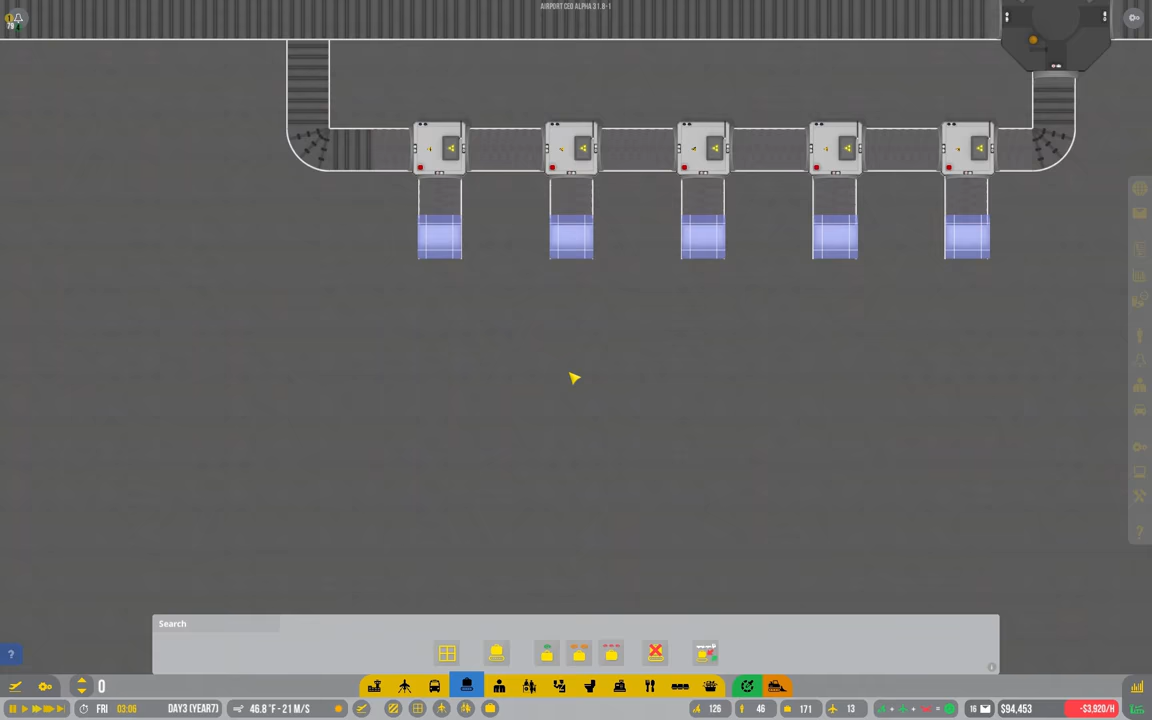 AIRPORT CEO ALPHA 31.8-1
79
Search
?
?
0
FRI 03:06 DAY3 (YEAR7) 46.8 °F - 21 M/S 126 46 171 13 + + = 16 $94,453 -$3,920/H